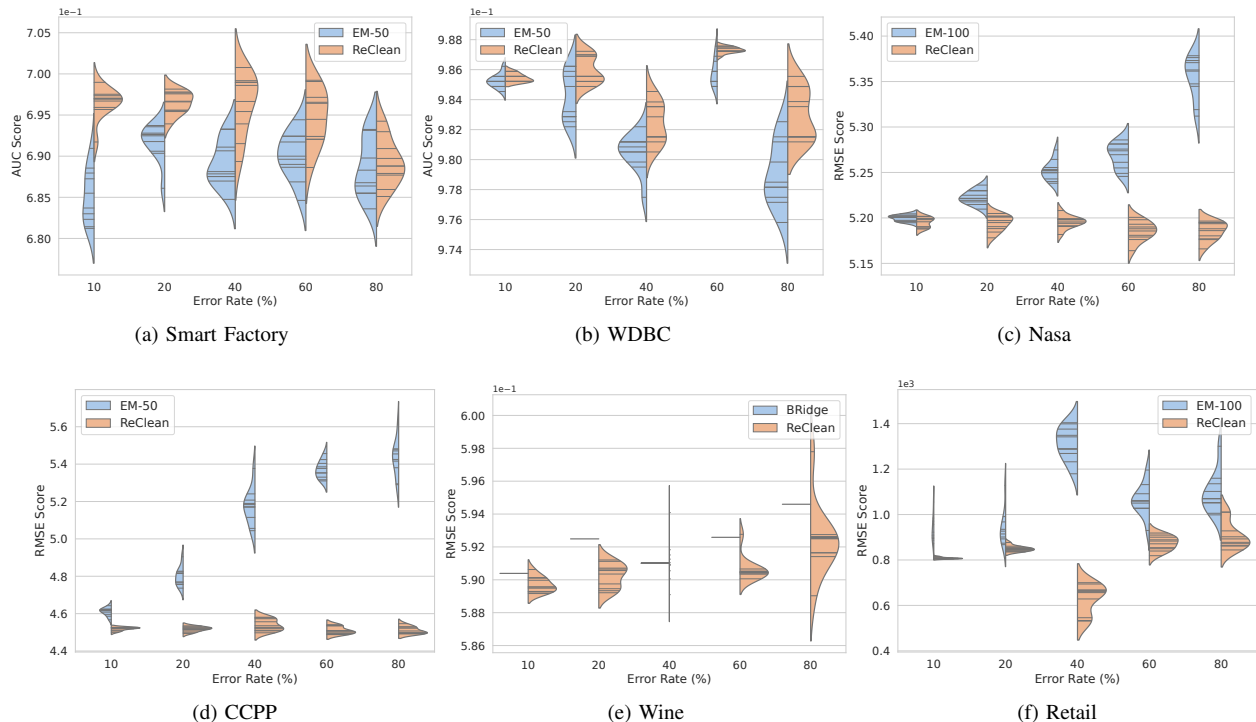 1e−1
7.05
7.00
6.95
6.90
6.85
6.80
AUC Score
EM-50
ReClean
10 20 40 60 80
Error Rate (%)
(a) Smart Factory
1e−1
9.88
9.86
9.84
9.82
9.80
9.78
9.76
9.74
AUC Score
EM-50
ReClean
10 20 40 60 80
Error Rate (%)
(b) WDBC
5.40
5.35
5.30
5.25
5.20
5.15
RMSE Score
EM-100
ReClean
10 20 40 60 80
Error Rate (%)
(c) Nasa
5.6
5.4
5.2
5.0
4.8
4.6
4.4
RMSE Score
EM-50
ReClean
10 20 40 60 80
Error Rate (%)
(d) CCPP
1e−1
6.00
5.98
5.96
5.94
5.92
5.90
5.88
5.86
RMSE Score
BRidge
ReClean
10 20 40 60 80
Error Rate (%)
(e) Wine
1e3
1.4
1.2
1.0
0.8
0.6
0.4
RMSE Score
EM-100
ReClean
10 20 40 60 80
Error Rate (%)
(f) Retail